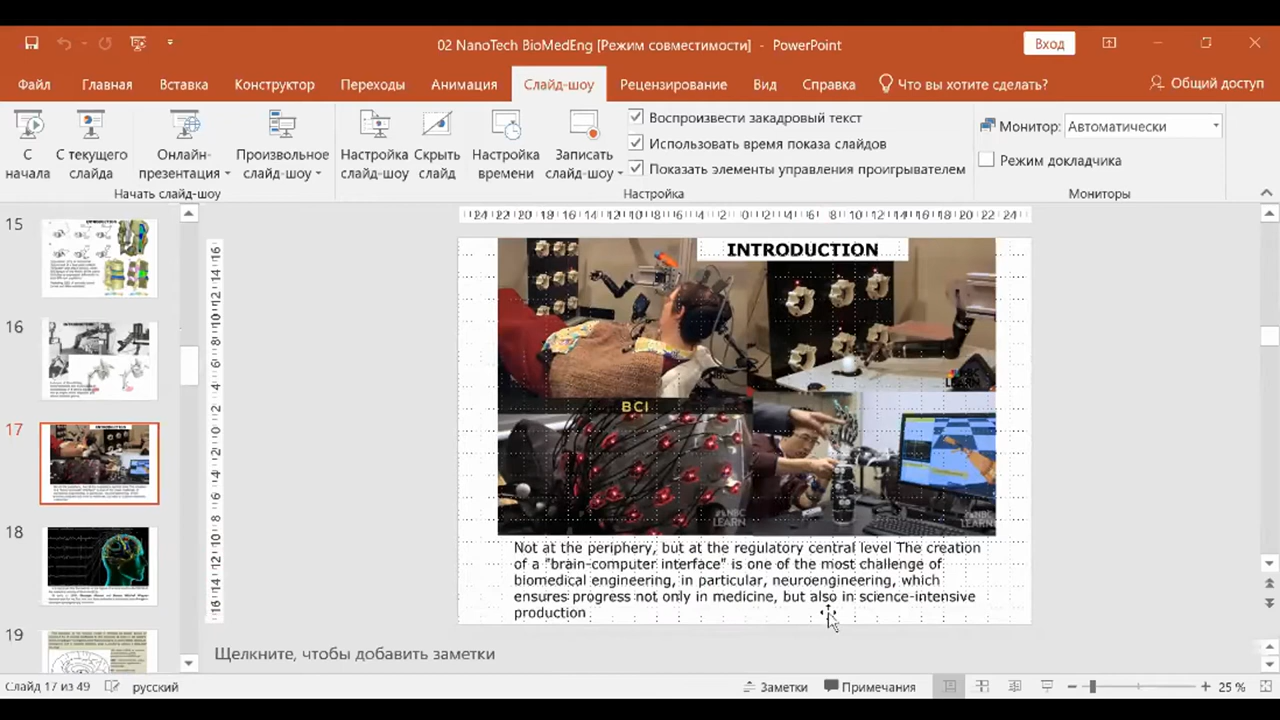 02 NanoTech BioMedEng [Режим совместимости] - PowerPoint
Вход
Файл Главная Вставка Конструктор Переходы Анимация Слайд-шоу Рецензирование Вид Справка Что вы хотите сделать? Общий доступ
С начала
С текущего слайда
Онлайн-презентация
Произвольное слайд-шоу
Начать слайд-шоу
Настройка слайд-шоу
Скрыть слайд
Настройка времени
Записать слайд-шоу
Воспроизвести закадровый текст
Использовать время показа слайдов
Показать элементы управления проигрывателем
Настройка
Монитор: Автоматически
Режим докладчика
Мониторы
15
16
17
18
19
INTRODUCTION
BCI
NBC LEARN
NBC LEARN
NBC LEARN
Not at the periphery, but at the regulatory central level The creation
of a "brain-computer interface" is one of the most challenge of
biomedical engineering, in particular neuroengineering, which
ensures progress not only in medicine, but also in science-intensive
production
Щелкните, чтобы добавить заметки
Слайд 17 из 49 русский Заметки Примечания 25 %